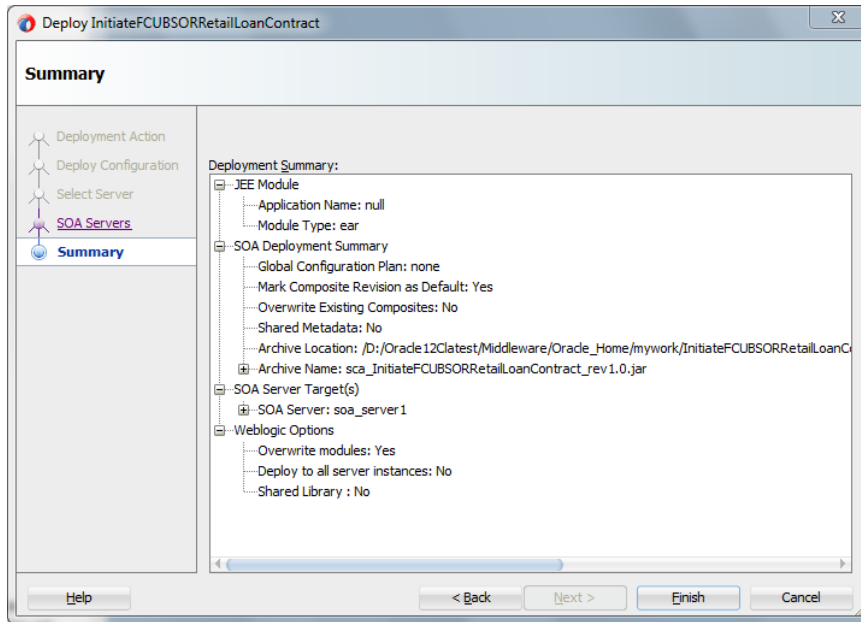 Deploy InitiateFCUBSORRetailLoanContract
Summary
Deployment Action
Deploy Configuration
Select Server
SOA Servers
Summary
Deployment Summary:
JEE Module
Application Name: null
Module Type: ear
SOA Deployment Summary
Global Configuration Plan: none
Mark Composite Revision as Default: Yes
Overwrite Existing Composites: No
Shared Metadata: No
Archive Location: /D:/Oracle12Clatest/Middleware/Oracle_Home/mywork/InitiateFCUBSORRetailLoanC
Archive Name: sca_InitiateFCUBSORRetailLoanContract_rev1.0.jar
SOA Server Target(s)
SOA Server: soa_server1
Weblogic Options
Overwrite modules: Yes
Deploy to all server instances: No
Shared Library : No
Help
< Back
Next >
Finish
Cancel